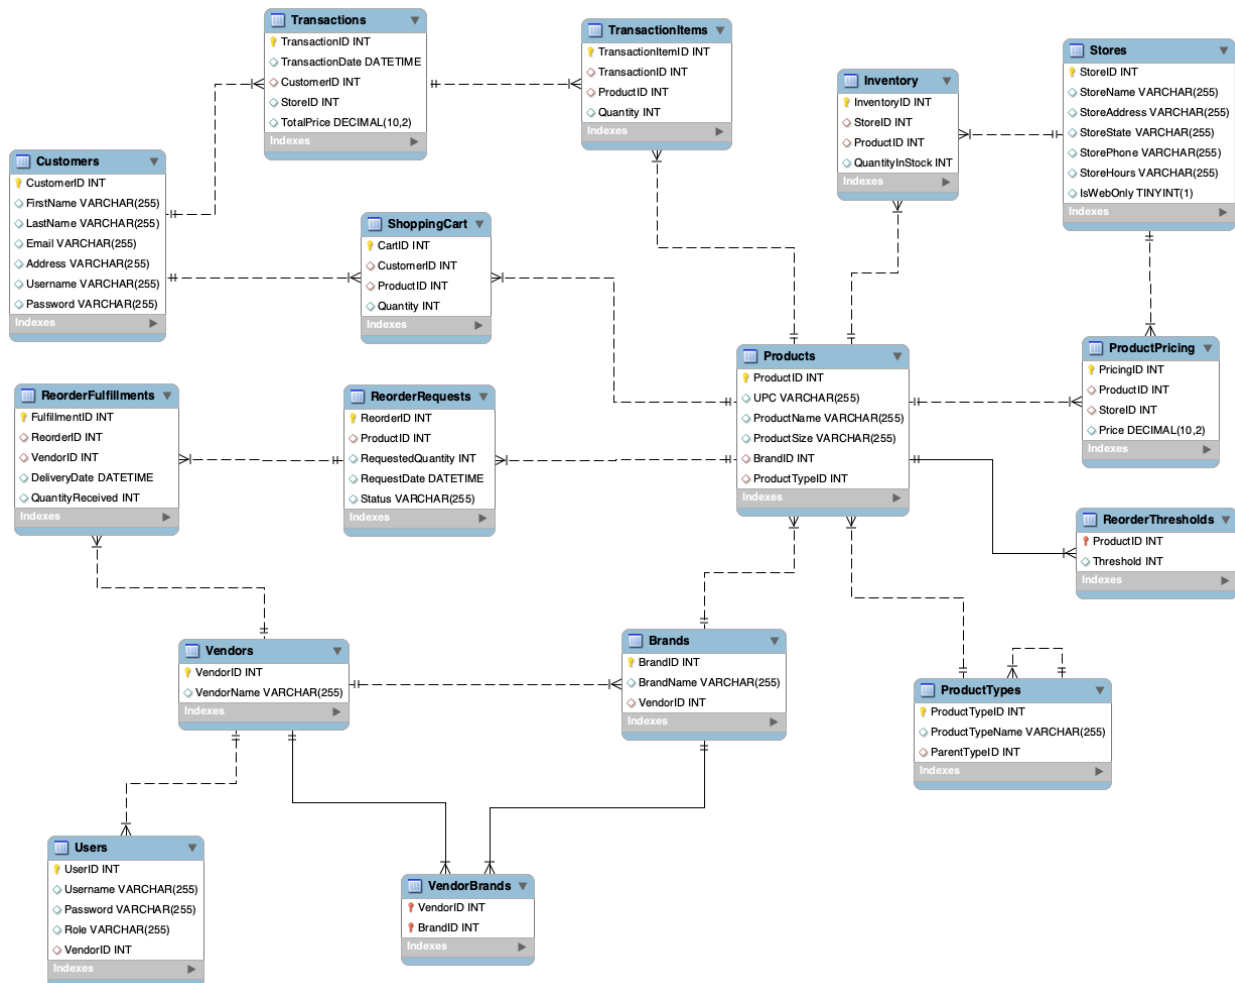 Transactions
TransactionID INT
TransactionDate DATETIME
CustomerID INT
StoreID INT
TotalPrice DECIMAL(10,2)
Indexes
TransactionItems
TransactionItemID INT
TransactionID INT
ProductID INT
Quantity INT
Indexes
Stores
StoreID INT
StoreName VARCHAR(255)
StoreAddress VARCHAR(255)
StoreState VARCHAR(255)
StorePhone VARCHAR(255)
StoreHours VARCHAR(255)
IsWebOnly TINYINT(1)
Indexes
Inventory
InventoryID INT
StoreID INT
ProductID INT
QuantityInStock INT
Indexes
Customers
CustomerID INT
FirstName VARCHAR(255)
LastName VARCHAR(255)
Email VARCHAR(255)
Address VARCHAR(255)
Username VARCHAR(255)
Password VARCHAR(255)
Indexes
ShoppingCart
CartID INT
CustomerID INT
ProductID INT
Quantity INT
Indexes
Products
ProductID INT
UPC VARCHAR(255)
ProductName VARCHAR(255)
ProductSize VARCHAR(255)
BrandID INT
ProductTypeID INT
Indexes
ProductPricing
PricingID INT
ProductID INT
StoreID INT
Price DECIMAL(10,2)
Indexes
ReorderFulfillments
FulfillmentID INT
ReorderID INT
VendorID INT
DeliveryDate DATETIME
QuantityReceived INT
Indexes
ReorderRequests
ReorderID INT
ProductID INT
RequestedQuantity INT
RequestDate DATETIME
Status VARCHAR(255)
Indexes
ReorderThresholds
ProductID INT
Threshold INT
Indexes
Vendors
VendorID INT
VendorName VARCHAR(255)
Indexes
Brands
BrandID INT
BrandName VARCHAR(255)
VendorID INT
Indexes
ProductTypes
ProductTypeID INT
ProductTypeName VARCHAR(255)
ParentTypeID INT
Indexes
Users
UserID INT
Username VARCHAR(255)
Password VARCHAR(255)
Role VARCHAR(255)
VendorID INT
Indexes
VendorBrands
VendorID INT
BrandID INT
Indexes